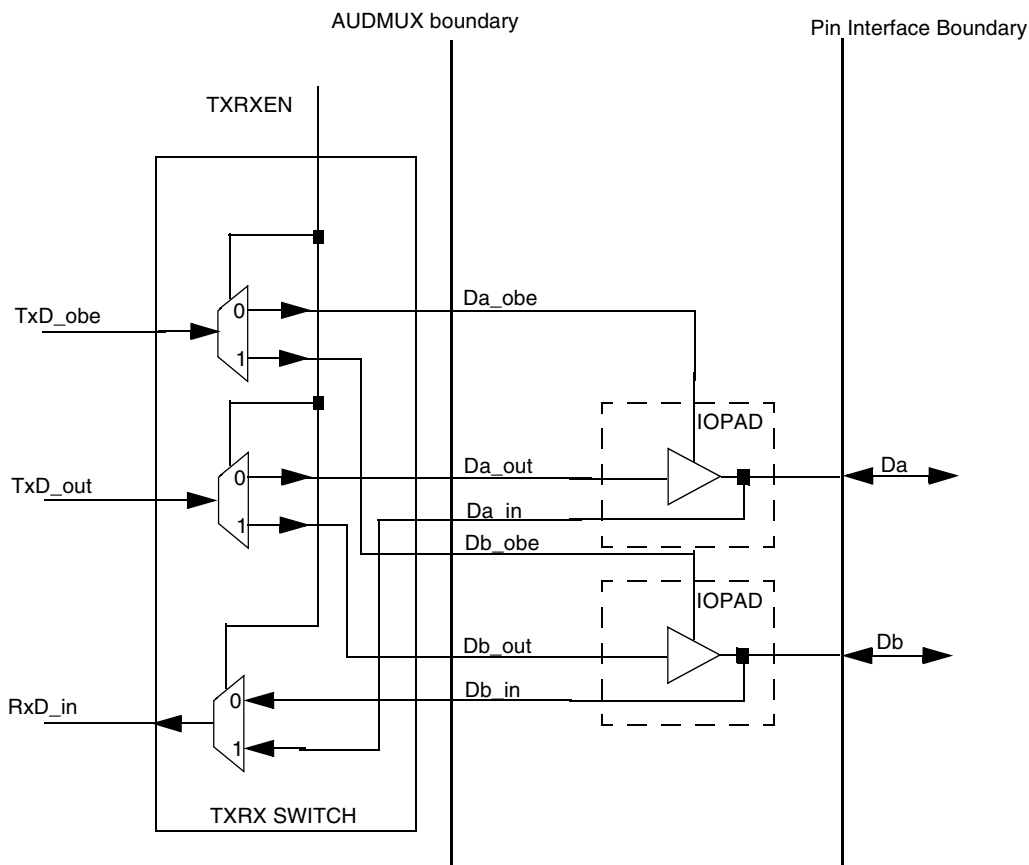 AUDMUX boundary
Pin Interface Boundary
TXRXEN
Da_obe
0
TxD_obe
1
IOPAD
Da_out
Da
0
TxD_out
Da_in
1
Db_obe
IOPAD
Db_out
Db
Db_in
0
RxD_in
1
TXRX SWITCH